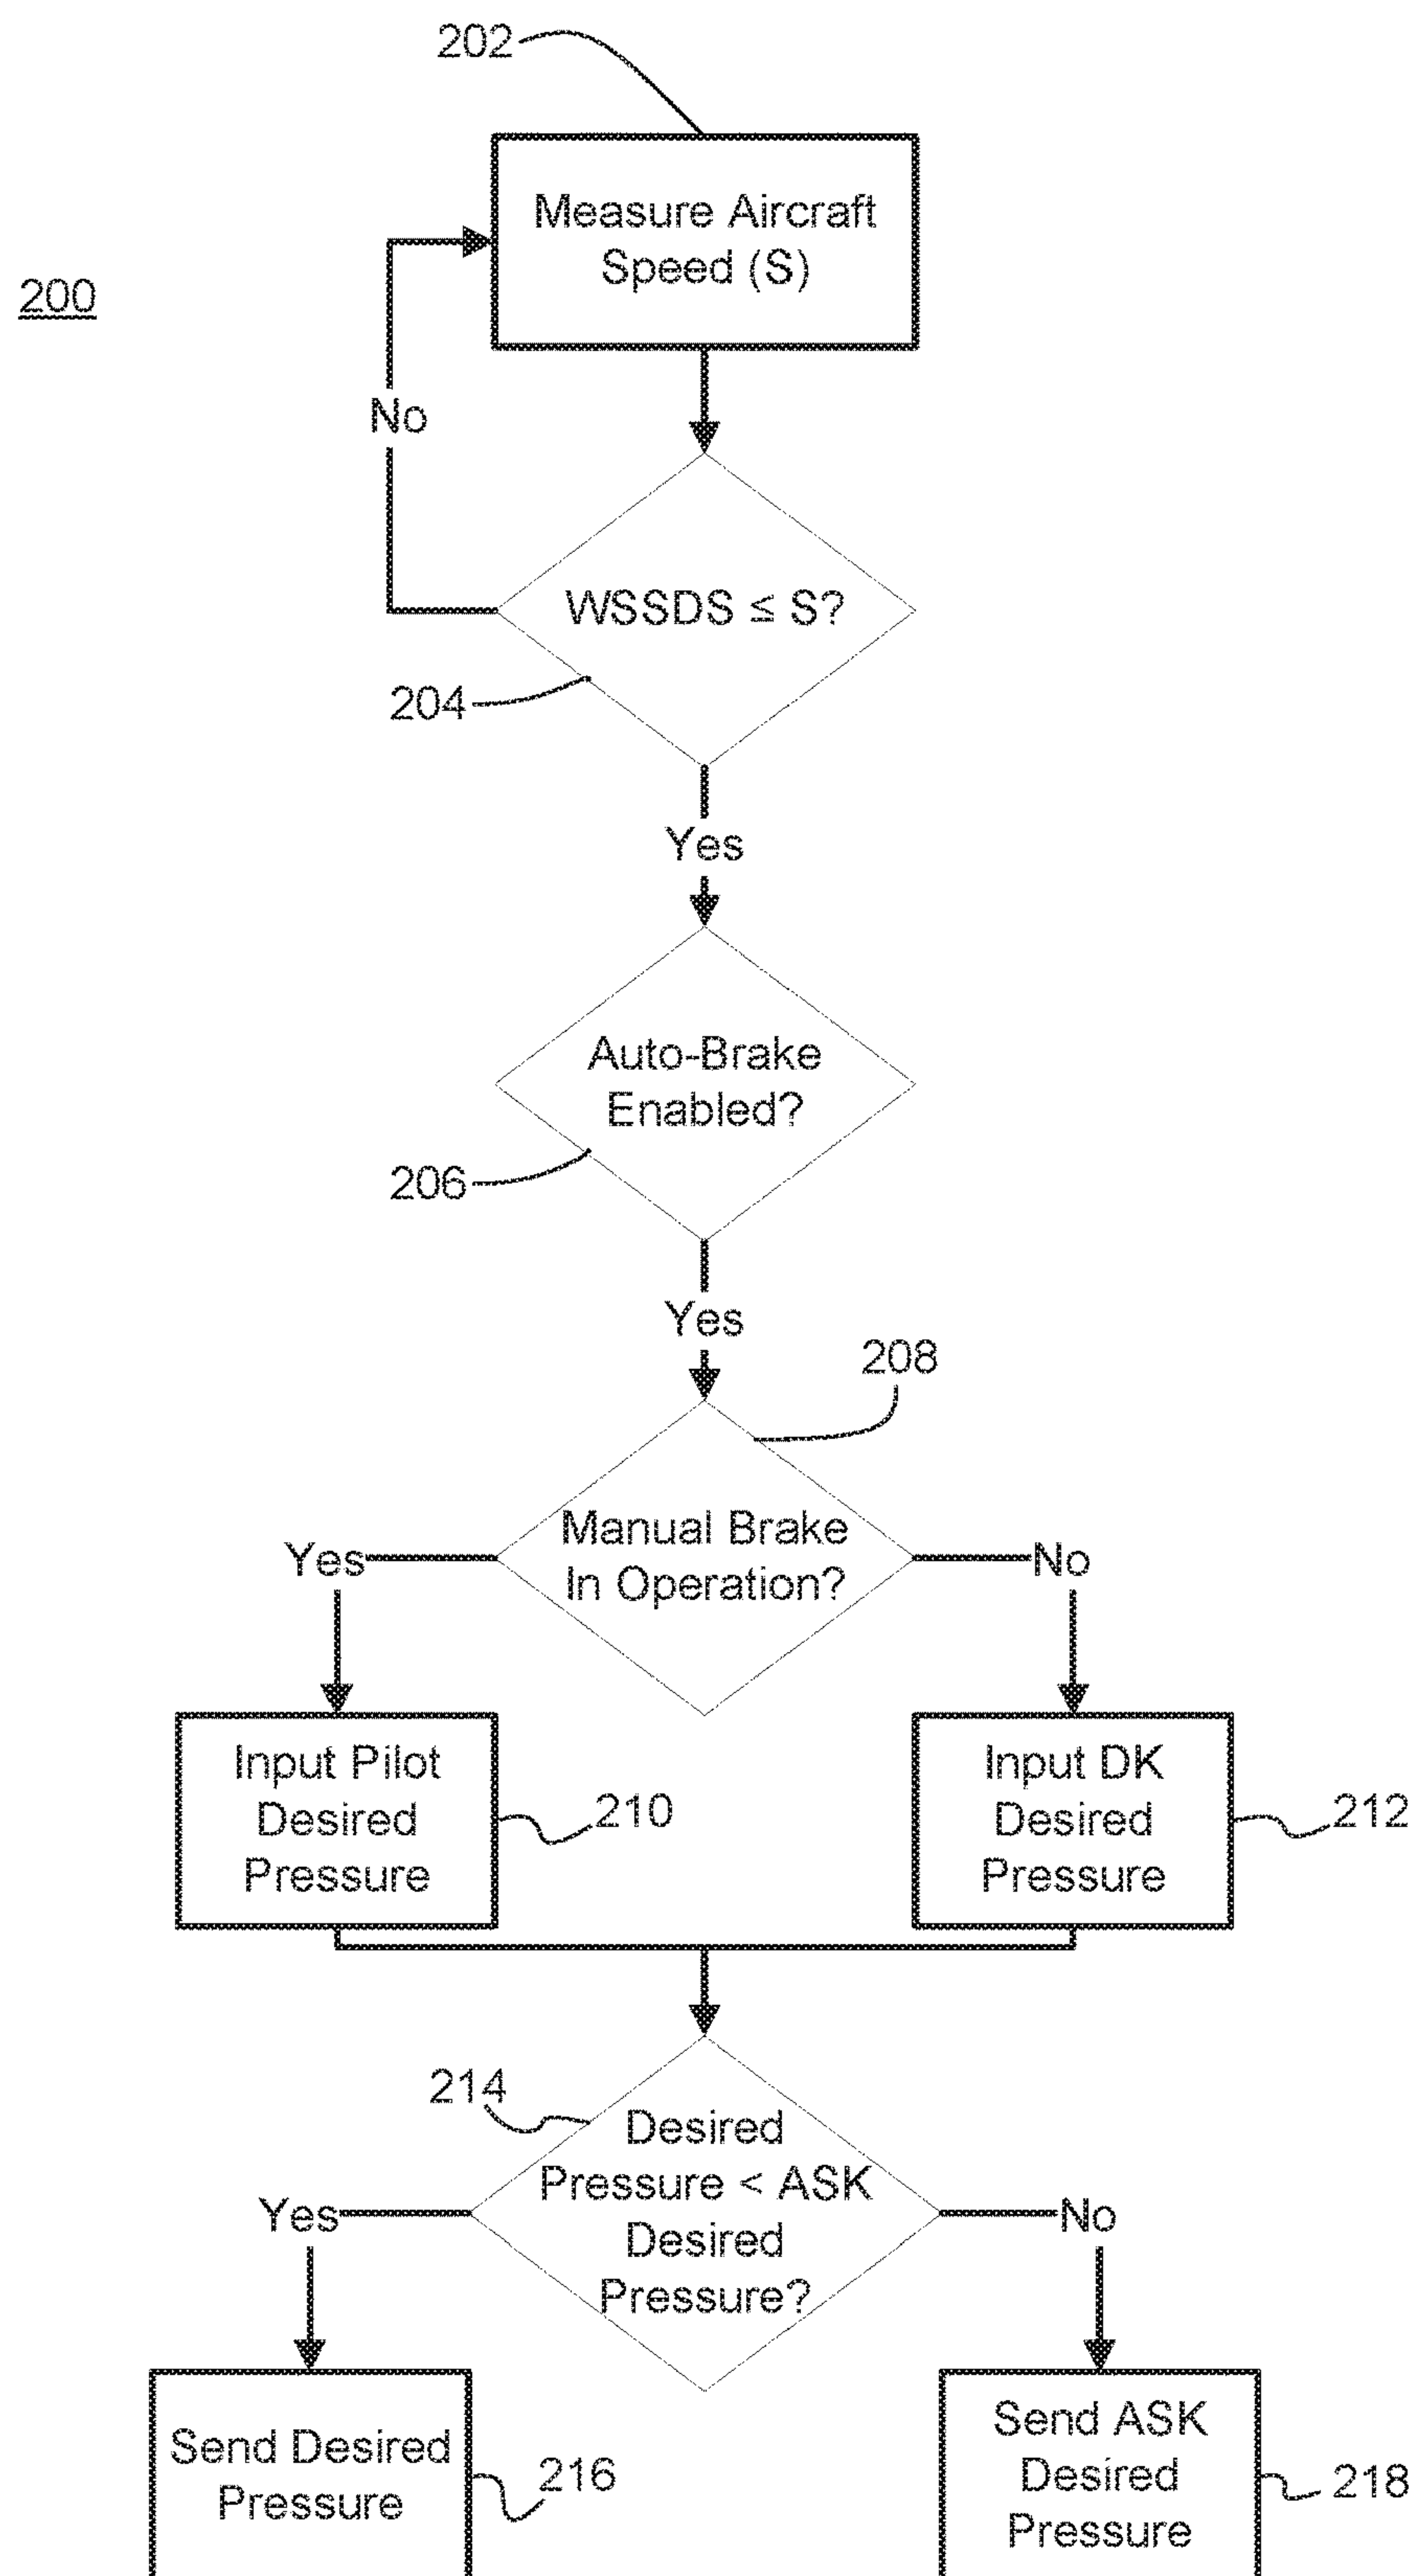 202
Measure Aircraft
Speed (S)
200
No
WSSDS ≤ S?
204
Yes
Auto-Brake
Enabled?
206
Yes
208
Manual Brake
In Operation?
Yes
No
Input Pilot
Desired
Pressure
210
Input DK
Desired
Pressure
212
214
Desired
Pressure < ASK
Desired
Pressure?
Yes
No
Send Desired
Pressure
216
Send ASK
Desired
Pressure
218